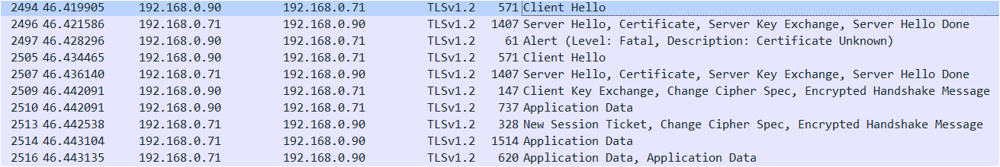 2494 46.419905 192.168.0.90 192.168.0.71 TLSv1.2 571 Client Hello
2496 46.421586 192.168.0.71 192.168.0.90 TLSv1.2 1407 Server Hello, Certificate, Server Key Exchange, Server Hello Done
2497 46.428296 192.168.0.90 192.168.0.71 TLSv1.2 61 Alert (Level: Fatal, Description: Certificate Unknown)
2505 46.434465 192.168.0.90 192.168.0.71 TLSv1.2 571 Client Hello
2507 46.436140 192.168.0.71 192.168.0.90 TLSv1.2 1407 Server Hello, Certificate, Server Key Exchange, Server Hello Done
2509 46.442091 192.168.0.90 192.168.0.71 TLSv1.2 147 Client Key Exchange, Change Cipher Spec, Encrypted Handshake Message
2510 46.442091 192.168.0.90 192.168.0.71 TLSv1.2 737 Application Data
2513 46.442538 192.168.0.71 192.168.0.90 TLSv1.2 328 New Session Ticket, Change Cipher Spec, Encrypted Handshake Message
2514 46.443104 192.168.0.71 192.168.0.90 TLSv1.2 1514 Application Data
2516 46.443135 192.168.0.71 192.168.0.90 TLSv1.2 620 Application Data, Application Data